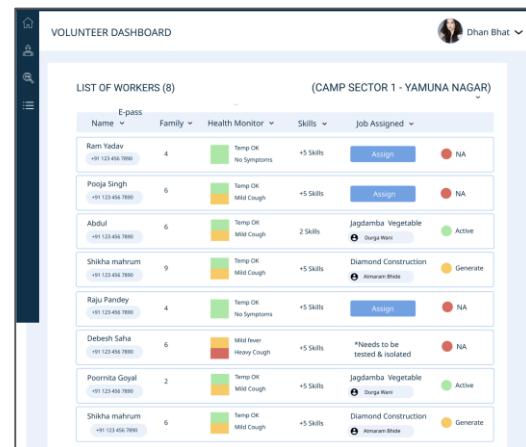 VOLUNTEER DASHBOARD
Dhan Bhat
LIST OF WORKERS (8)
(CAMP SECTOR 1 - YAMUNA NAGAR)
E-pass
Name Family Health Monitor Skills Job Assigned
Ram Yadav
+91 123 456 7890
4
Temp OK
No Symptoms
+5 Skills
Assign
NA
Pooja Singh
+91 123 456 7890
6
Temp OK
Mild Cough
+5 Skills
Assign
NA
Abdul
+91 123 456 7890
6
Temp OK
Mild Cough
2 Skills
Jagdamba Vegetable
Durga Wani
Active
Shikha mahrum
+91 123 456 7890
9
Temp OK
Mild Cough
+5 Skills
Diamond Construction
Atmaram Bhide
Generate
Raju Pandey
+91 123 456 7890
4
Temp OK
No Symptoms
+5 Skills
Assign
NA
Debesh Saha
+91 123 456 7890
6
Mild fever
Heavy Cough
+5 Skills
*Needs to be
tested & isolated
NA
Poornita Goyal
+91 123 456 7890
2
Temp OK
Mild Cough
+5 Skills
Jagdamba Vegetable
Durga Wani
Active
Shikha mahrum
+91 123 456 7890
6
Temp OK
Mild Cough
+5 Skills
Diamond Construction
Atmaram Bhide
Generate